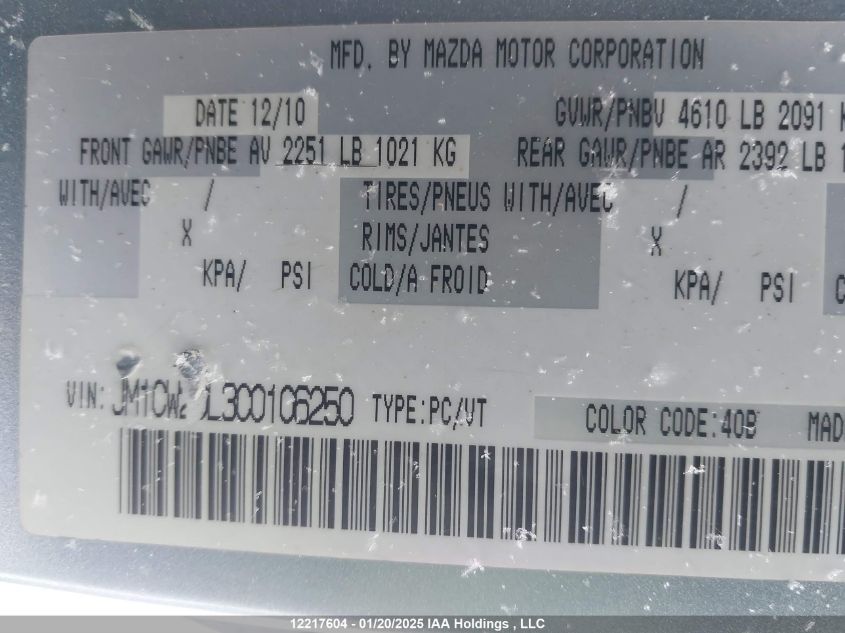 MFD. BY MAZDA MOTOR CORPORATION
DATE 12/10 GVWR/PNBV 4610 LB 2091
FRONT GAWR/PNBE AV 2251 LB 1021 KG REAR GAWR/PNBE AR 2392 LB
WITH/AVEC / TIRES/PNEUS WITH/AVEC /
X RIMS/JANTES X
KPA/ PSI COLD/A FROID KPA/ PSI
VIN: TYPE:PC/VT COLOR CODE:40B
12217604 - 01/20/2025 IAA Holdings , LLC